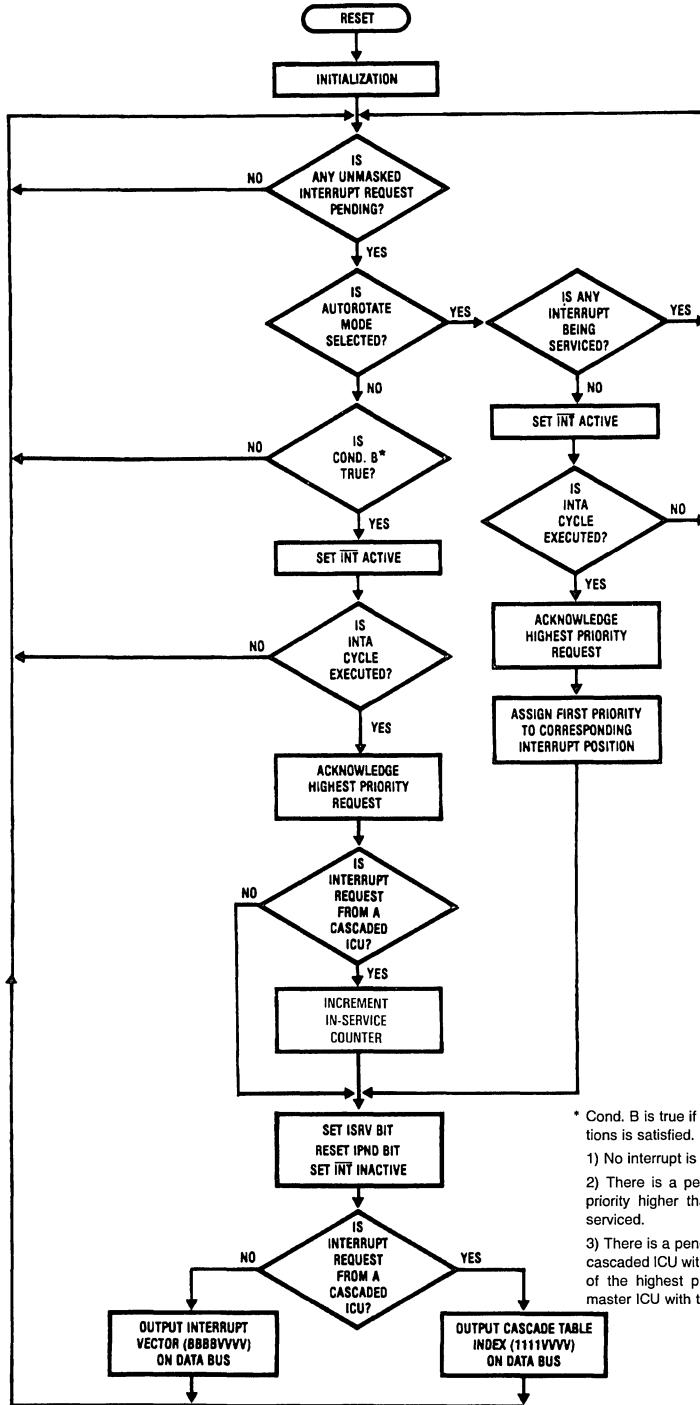 RESET
INITIALIZATION
IS
ANY UNMASKED
INTERRUPT REQUEST
PENDING?
NO
YES
IS
AUTOROTATE
MODE
SELECTED?
YES
NO
IS ANY
INTERRUPT
BEING
SERVICED?
YES
NO
SET INT ACTIVE
IS
COND. B*
TRUE?
NO
YES
IS
INTA
CYCLE
EXECUTED?
NO
YES
SET INT ACTIVE
IS
INTA
CYCLE
EXECUTED?
NO
YES
ACKNOWLEDGE
HIGHEST PRIORITY
REQUEST
ASSIGN FIRST PRIORITY
TO CORRESPONDING
INTERRUPT POSITION
ACKNOWLEDGE
HIGHEST PRIORITY
REQUEST
IS
INTERRUPT
REQUEST
FROM A
CASCADED
ICU?
NO
YES
INCREMENT
IN-SERVICE
COUNTER
SET ISRV BIT
RESET IPND BIT
SET INT INACTIVE
* Cond. B is true if
tions is satisfied.
1) No interrupt is
2) There is a pe
priority higher tha
serviced.
3) There is a pen
cascaded ICU wit
of the highest p
master ICU with t
IS
INTERRUPT
REQUEST
FROM A
CASCADED
ICU?
NO
YES
OUTPUT INTERRUPT
VECTOR (BBBBVVVV)
ON DATA BUS
OUTPUT CASCADE TABLE
INDEX (1111VVVV)
ON DATA BUS